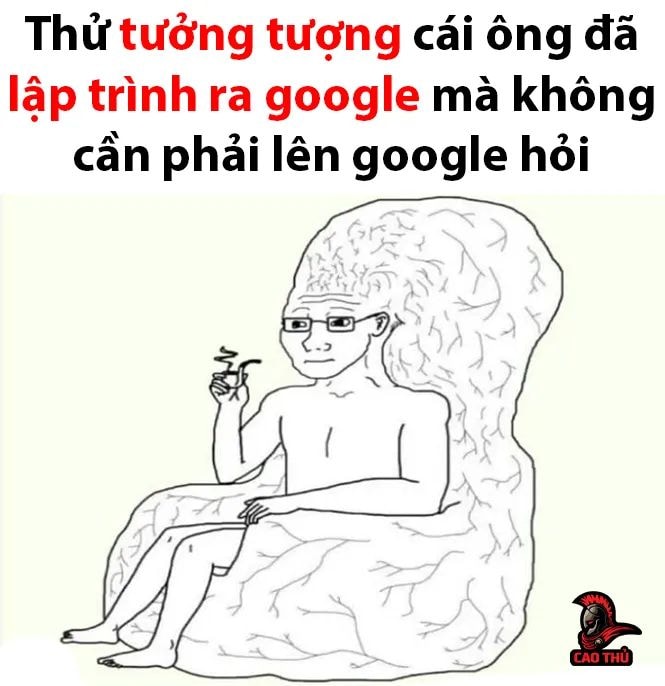 Thử tưởng tượng cái ông đã
lập trình ra google mà không
cần phải lên google hỏi
CAO THỦ